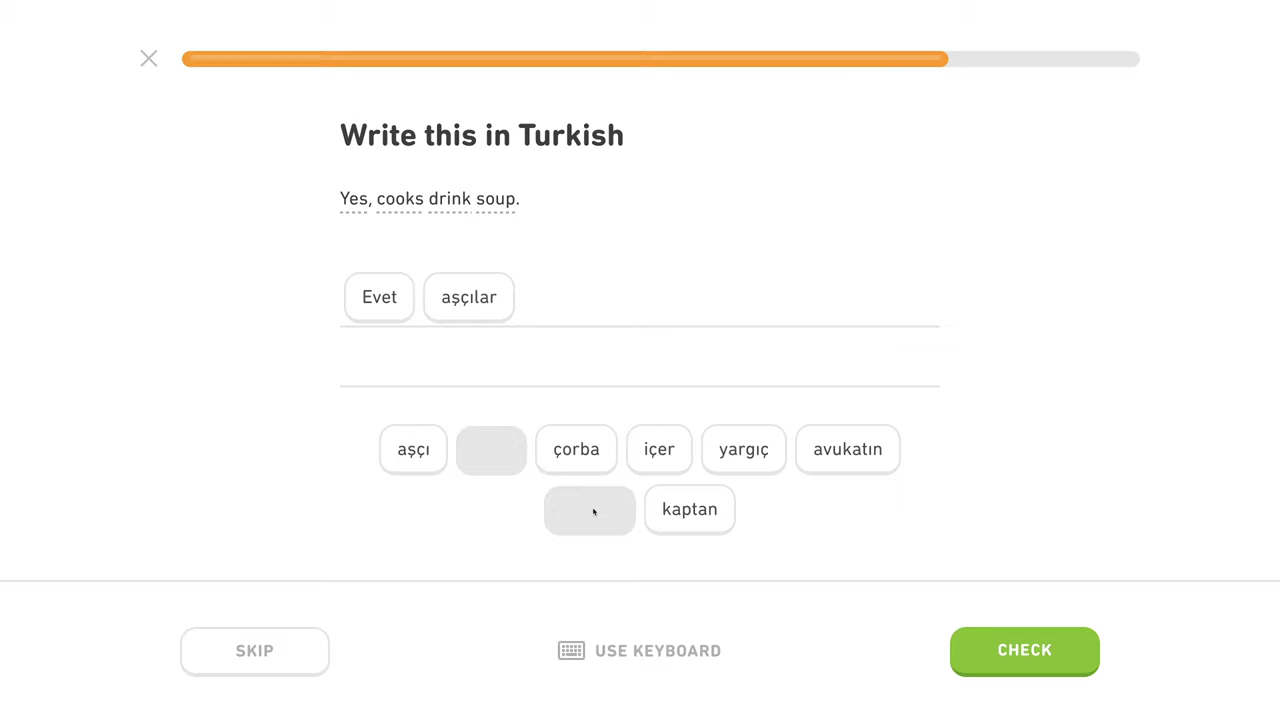 Write this in Turkish
Yes, cooks drink soup.
Evet aşçılar
aşçı çorba içer yargıç avukatın
kaptan
SKIP USE KEYBOARD CHECK